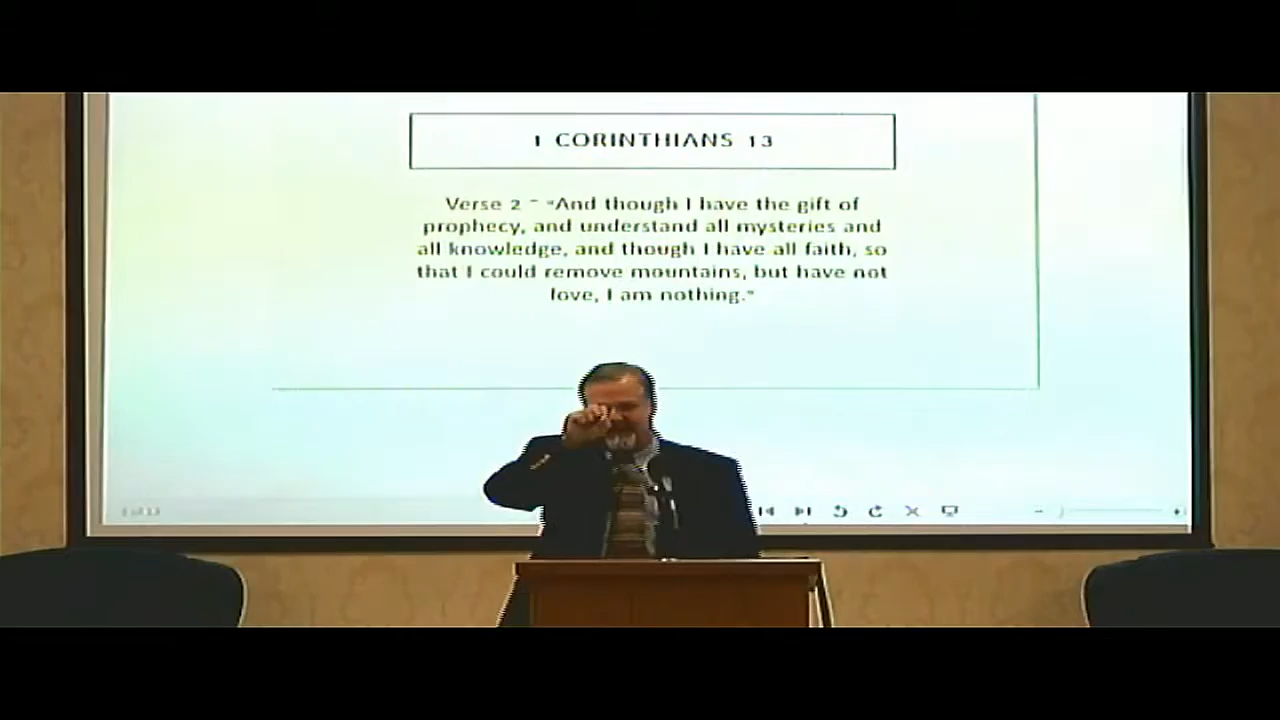 1 CORINTHIANS 13
Verse 2 – "And though I have the gift of
prophecy, and understand all mysteries and
all knowledge, and though I have all faith, so
that I could remove mountains, but have not
love, I am nothing."